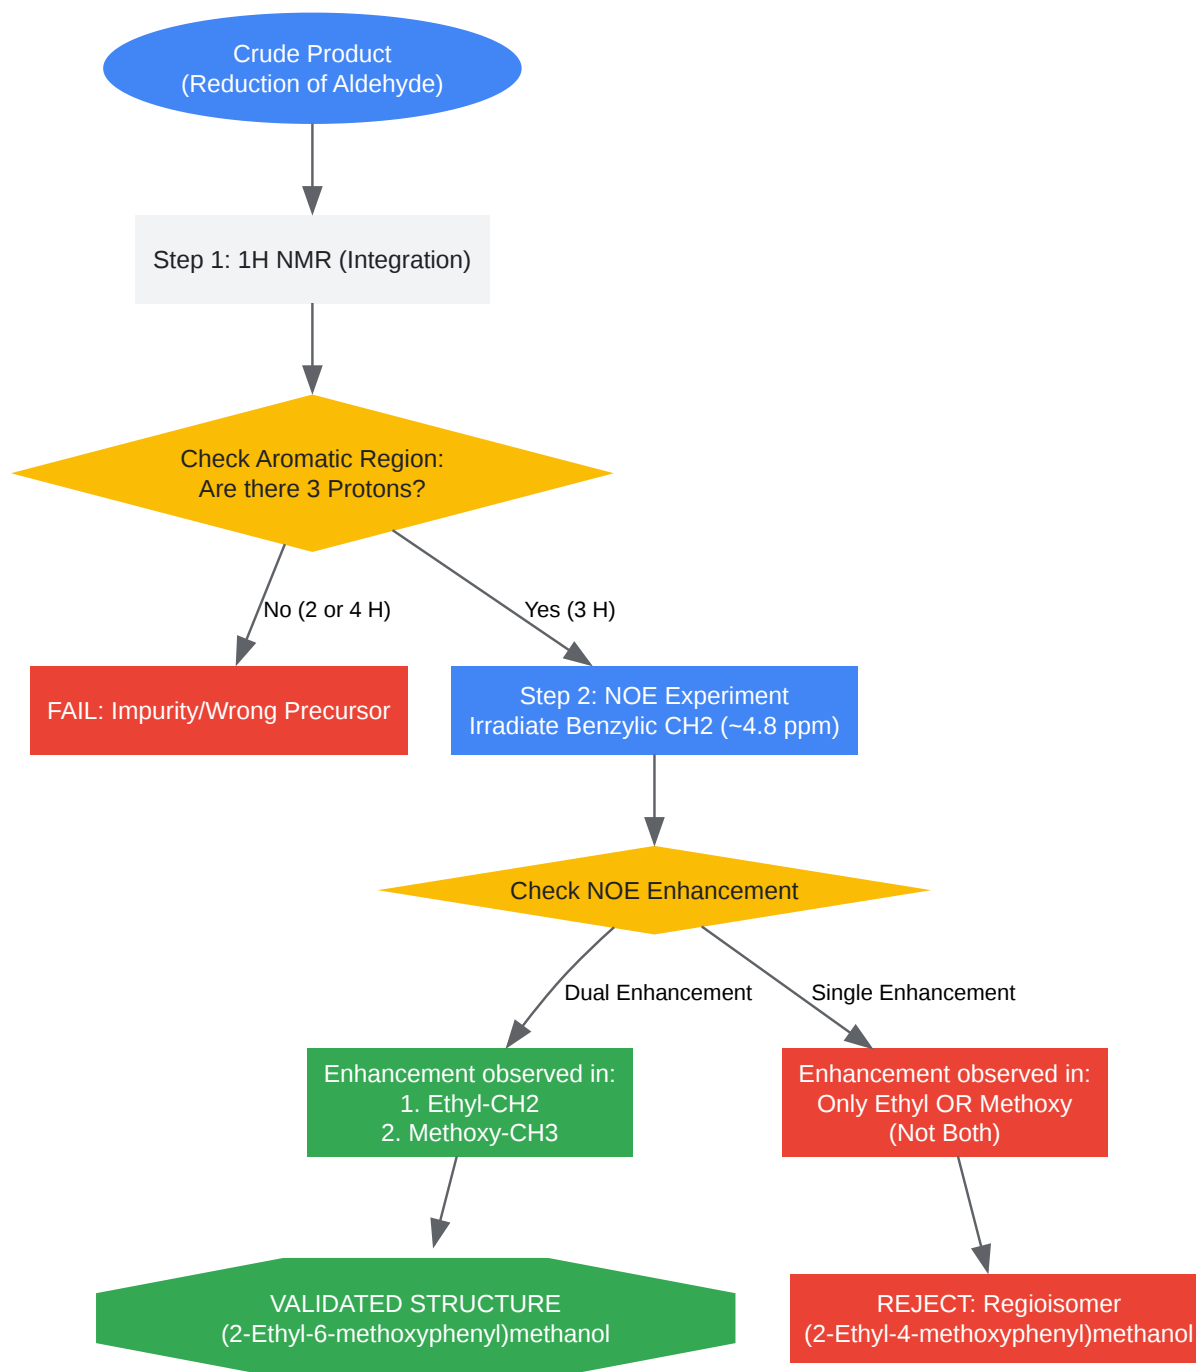 Crude Product
(Reduction of Aldehyde)
Step 1: 1H NMR (Integration)
Check Aromatic Region:
Are there 3 Protons?
No (2 or 4 H)
Yes (3 H)
FAIL: Impurity/Wrong Precursor
Step 2: NOE Experiment
Irradiate Benzylic CH2 (~4.8 ppm)
Check NOE Enhancement
Dual Enhancement
Single Enhancement
Enhancement observed in:
1. Ethyl-CH2
2. Methoxy-CH3
Enhancement observed in:
Only Ethyl OR Methoxy
(Not Both)
VALIDATED STRUCTURE
(2-Ethyl-6-methoxyphenyl)methanol
REJECT: Regioisomer
(2-Ethyl-4-methoxyphenyl)methanol